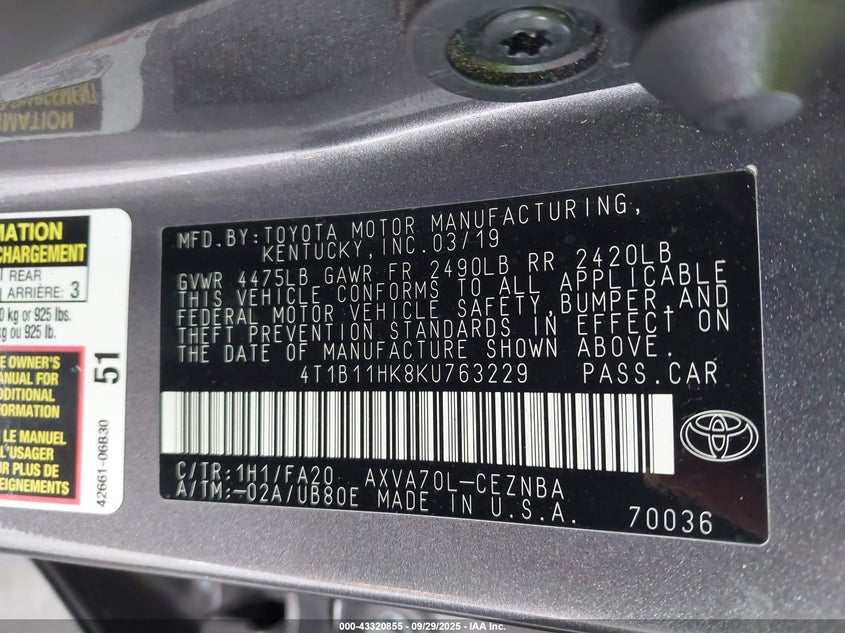 MFD.BY:TOYOTA MOTOR MANUFACTURING,
KENTUCKY,INC.03/19
GVWR 4475LB GAWR FR 2490LB RR 2420LB
THIS VEHICLE CONFORMS TO ALL APPLICABLE
FEDERAL MOTOR VEHICLE SAFETY,BUMPER,AND
THEFT PREVENTION STANDARDS IN EFFECT ON
THE DATE OF MANUFACTURE SHOWN ABOVE.
4T1B11HK8KU763229 PASS.CAR
C/TR:1H1/FA20 AXVA70L-CEZNBA
A/TM:-02A/UB80E MADE IN U.S.A.
70036
MATION
CHARGEMENT
REAR
ARRIÈRE: 3
kg or 925 lbs.
kg ou 925 lb.
51
E OWNER'S
MANUAL FOR
DDITIONAL
FORMATION
LE MANUEL
L'USAGER
UR PLUS DE
EIGNEMENTS
42661-06B30
000-43320855 - 09/29/2025 - IAA Inc.